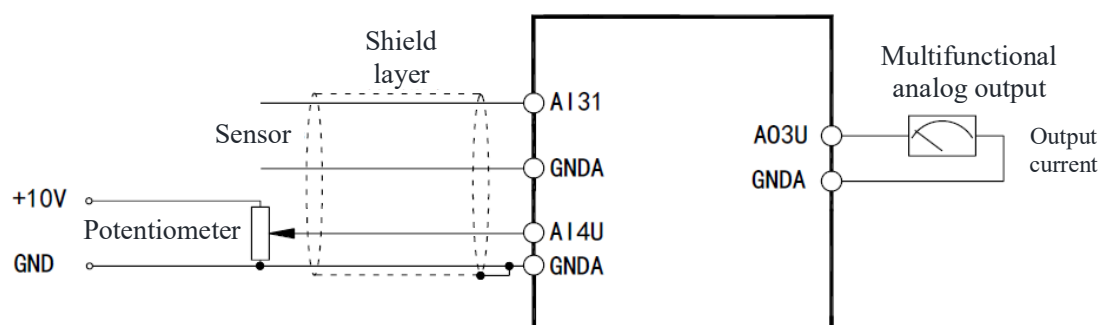 Shield
layer
Multifunctional
analog output
AI31
Sensor
AO3U
Output
current
GNDA
GNDA
+10V
Potentiometer
AI4U
GND
GNDA